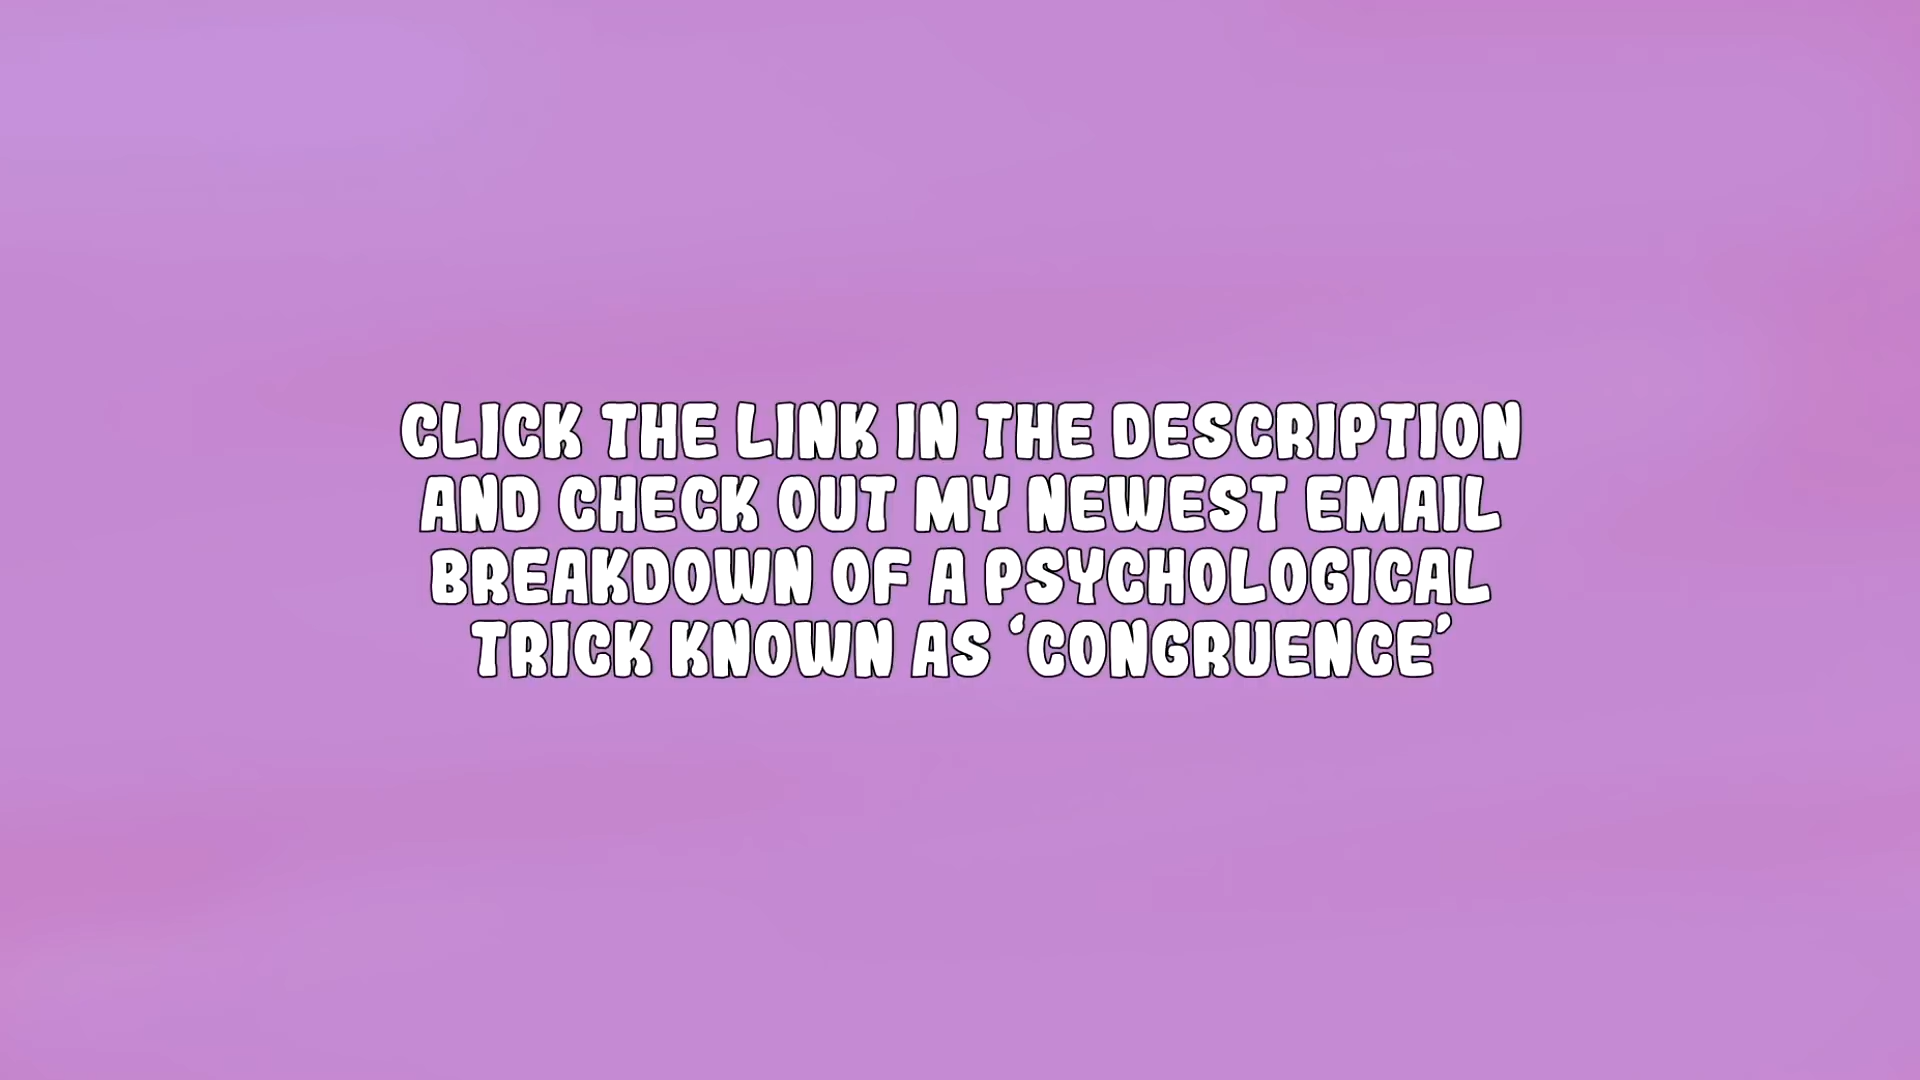 CLICK THE LINK IN THE DESCRIPTION
AND CHECK OUT MY NEWEST EMAIL
BREAKDOWN OF A PSYCHOLOGICAL
TRICK KNOWN AS ‘CONGRUENCE’